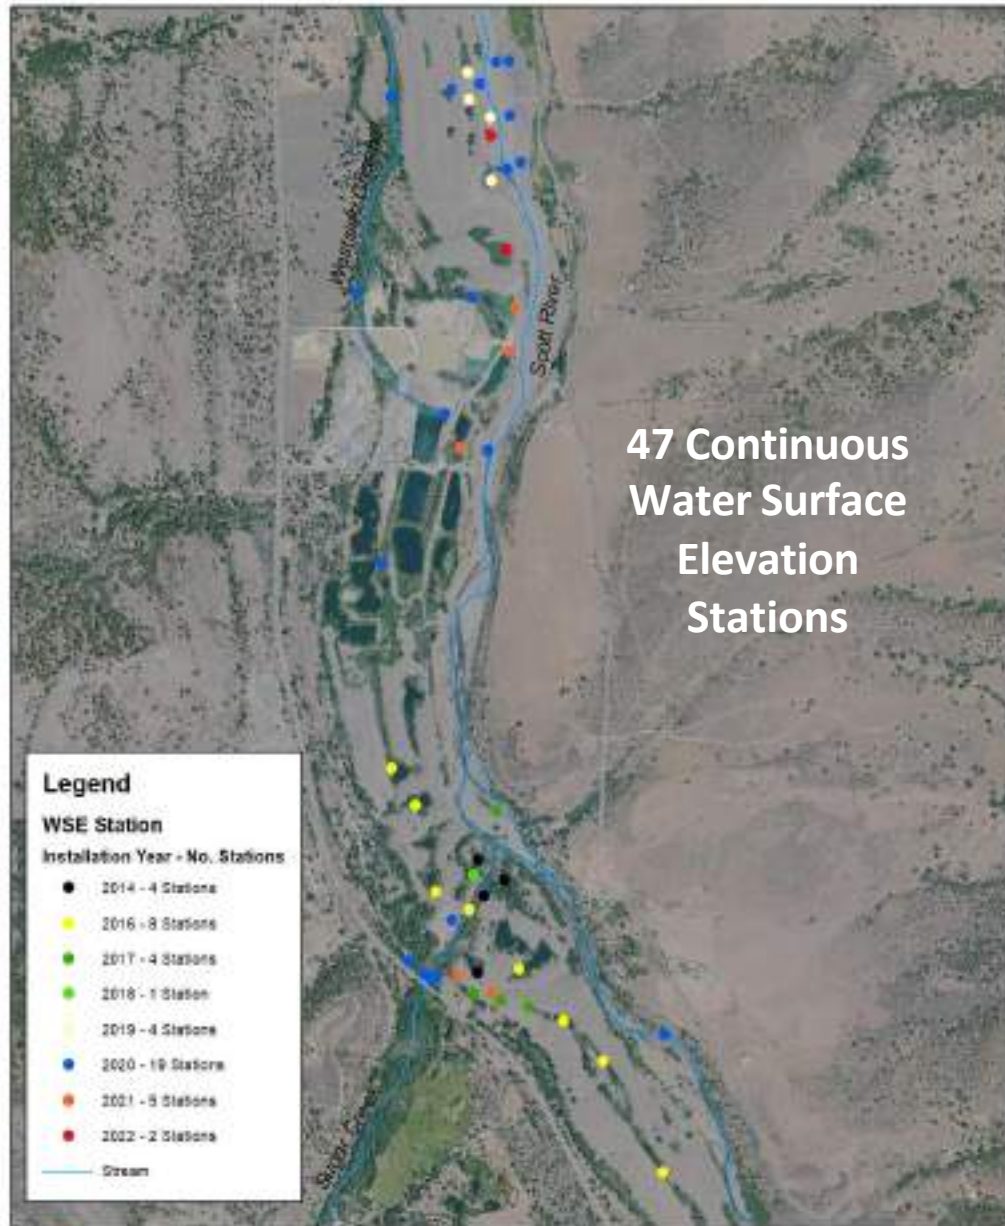 Scott River
47 Continuous
Water Surface
Elevation
Stations
Legend
WSE Station
Installation Year - No. Stations
2014 - 4 Stations
2016 - 8 Stations
2017 - 4 Stations
2018 - 1 Station
2019 - 4 Stations
2020 - 19 Stations
2021 - 5 Stations
2022 - 2 Stations
Stream
Sugar Creek